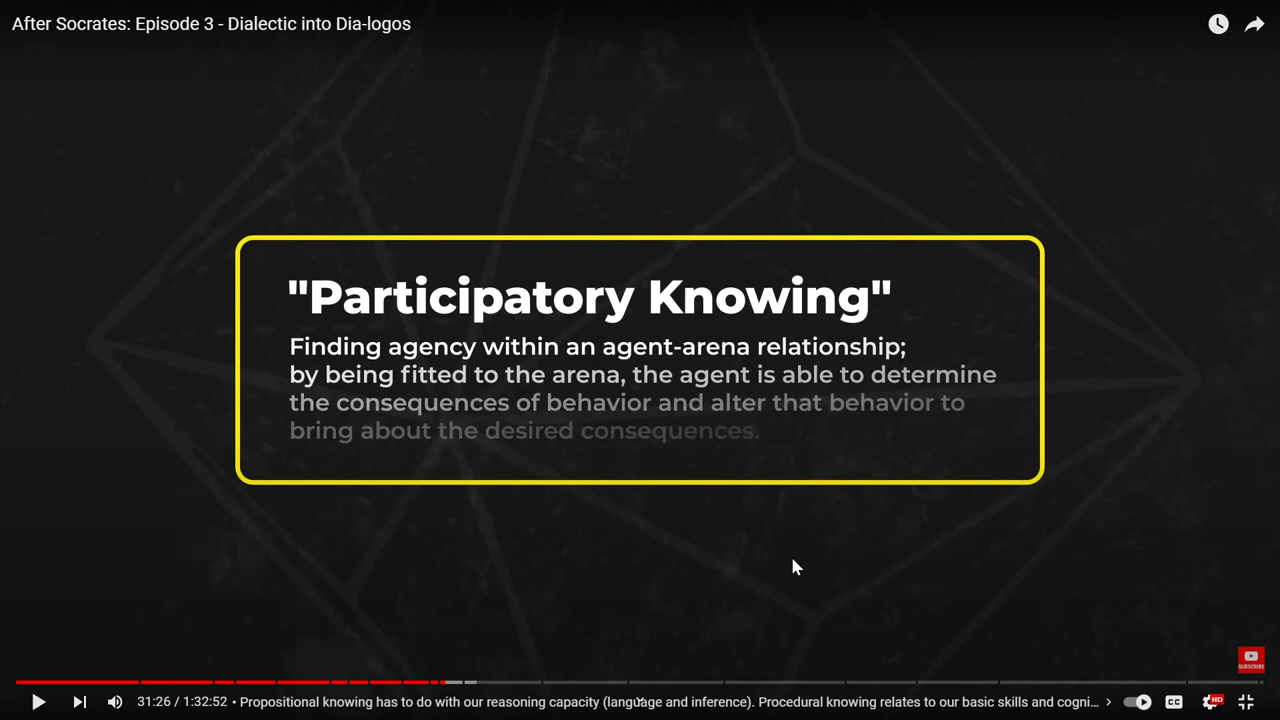 After Socrates: Episode 3 - Dialectic into Dia-logos
"Participatory Knowing"
Finding agency within an agent-arena relationship;
by being fitted to the arena, the agent is able to determine
the consequences of behavior and alter that behavior to
bring about the desired consequences.
SUBSCRIBE
31:26 / 1:32:52 • Propositional knowing has to do with our reasoning capacity (language and inference). Procedural knowing relates to our basic skills and cogni... CC HD